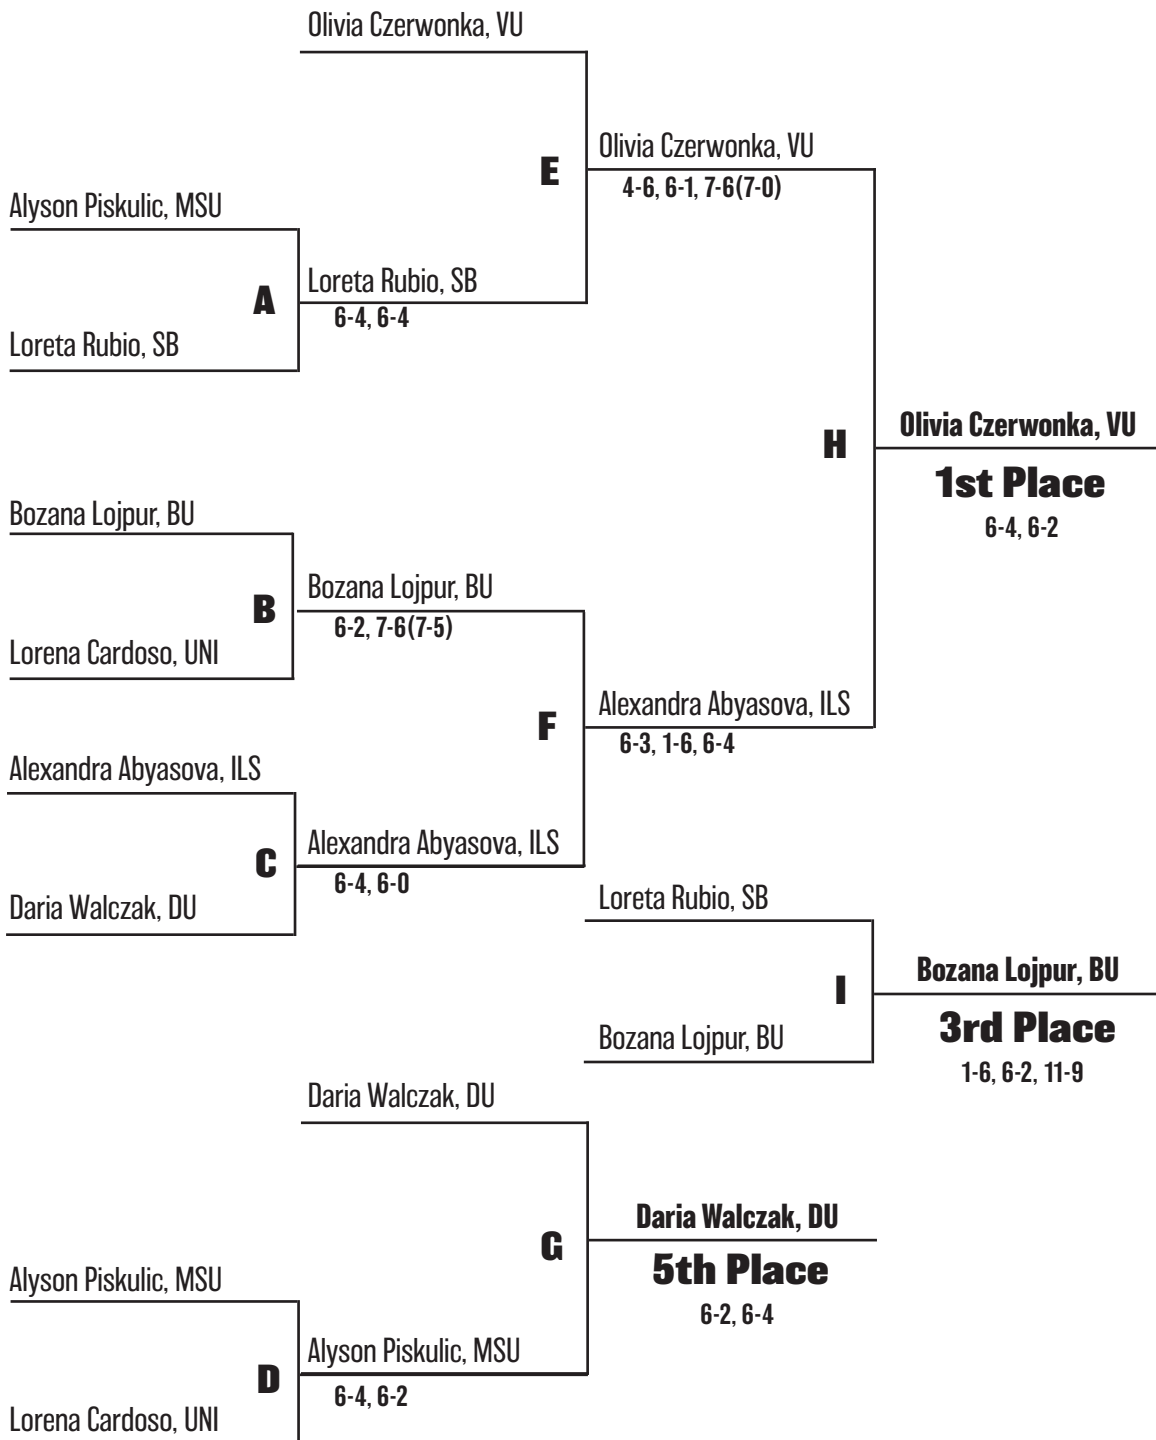 Olivia Czerwonka, VU
E
Olivia Czerwonka, VU
4-6, 6-1, 7-6(7-0)
Alyson Piskulic, MSU
A
Loreta Rubio, SB
6-4, 6-4
Loreta Rubio, SB
H
Olivia Czerwonka, VU
1st Place
6-4, 6-2
Bozana Lojpur, BU
B
Bozana Lojpur, BU
6-2, 7-6(7-5)
Lorena Cardoso, UNI
F
Alexandra Abyasova, ILS
6-3, 1-6, 6-4
Alexandra Abyasova, ILS
C
Alexandra Abyasova, ILS
6-4, 6-0
Daria Walczak, DU
Loreta Rubio, SB
I
Bozana Lojpur, BU
3rd Place
1-6, 6-2, 11-9
Bozana Lojpur, BU
Daria Walczak, DU
G
Daria Walczak, DU
5th Place
6-2, 6-4
Alyson Piskulic, MSU
D
Alyson Piskulic, MSU
6-4, 6-2
Lorena Cardoso, UNI